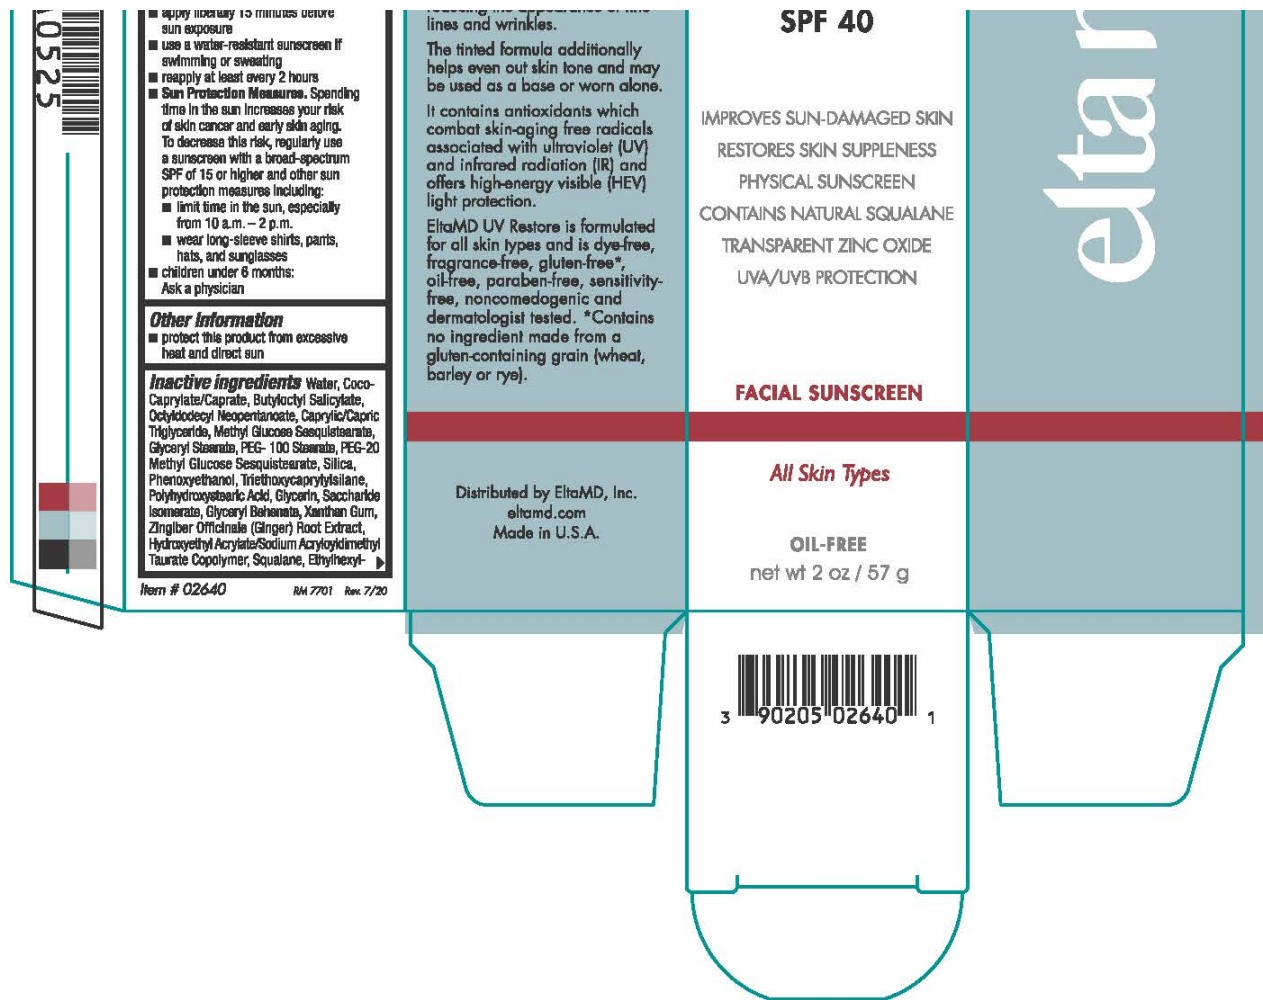 A0525
apply liberally 15 minutes before
sun exposure
■ use a water-resistant sunscreen if
swimming or sweating
■ reapply at least every 2 hours
■ Sun Protection Measures. Spending
time in the sun increases your risk
of skin cancer and early skin aging.
To decrease this risk, regularly use
a sunscreen with a broad-spectrum
SPF of 15 or higher and other sun
protection measures including:
■ limit time in the sun, especially
from 10 a.m. – 2 p.m.
■ wear long-sleeve shirts, pants,
hats, and sunglasses
■ children under 6 months:
Ask a physician
Other information
■ protect this product from excessive
heat and direct sun
Inactive ingredients Water, Coco-
Caprylate/Caprate, Butyloctyl Salicylate,
Octyldodecyl Neopentanoate, Caprylic/Capric
Triglyceride, Methyl Glucose Sesquistearate,
Glyceryl Stearate, PEG- 100 Stearate, PEG-20
Methyl Glucose Sesquistearate, Silica,
Phenoxyethanol, Triethoxycaprylylsilane,
Polyhydroxystearic Acid, Glycerin, Saccharide
Isomerate, Glyceryl Behenate, Xanthan Gum,
Zingiber Officinale (Ginger) Root Extract,
Hydroxyethyl Acrylate/Sodium Acryloyldimethyl
Taurate Copolymer, Squalane, Ethylhexyl-
Item # 02640 RM 7701 Rev. 7/20
reducing the appearance of fine
lines and wrinkles.
The tinted formula additionally
helps even out skin tone and may
be used as a base or worn alone.
It contains antioxidants which
combat skin-aging free radicals
associated with ultraviolet (UV)
and infrared radiation (IR) and
offers high-energy visible (HEV)
light protection.
EltaMD UV Restore is formulated
for all skin types and is dye-free,
fragrance-free, gluten-free*,
oil-free, paraben-free, sensitivity-
free, noncomedogenic and
dermatologist tested. *Contains
no ingredient made from a
gluten-containing grain (wheat,
barley or rye).
Distributed by EltaMD, Inc.
eltamd.com
Made in U.S.A.
SPF 40
IMPROVES SUN-DAMAGED SKIN
RESTORES SKIN SUPPLENESS
PHYSICAL SUNSCREEN
CONTAINS NATURAL SQUALANE
TRANSPARENT ZINC OXIDE
UVA/UVB PROTECTION
FACIAL SUNSCREEN
All Skin Types
OIL-FREE
net wt 2 oz / 57 g
3 90205 02640 1
elta